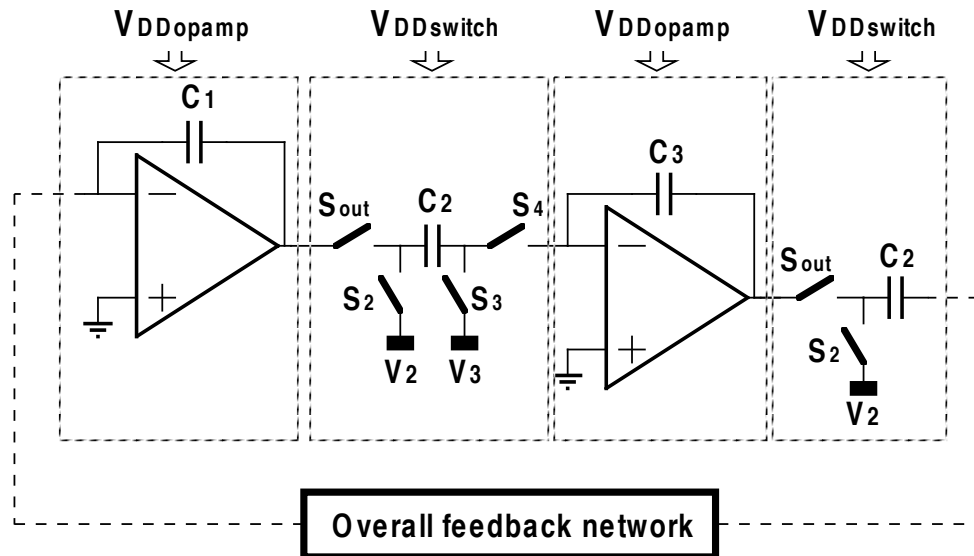 VDDopamp
VDDswitch
VDDopamp
VDDswitch
C1
C3
Sout
C2
S4
Sout
C2
S2
S3
S2
V2
V3
V2
Overall feedback network